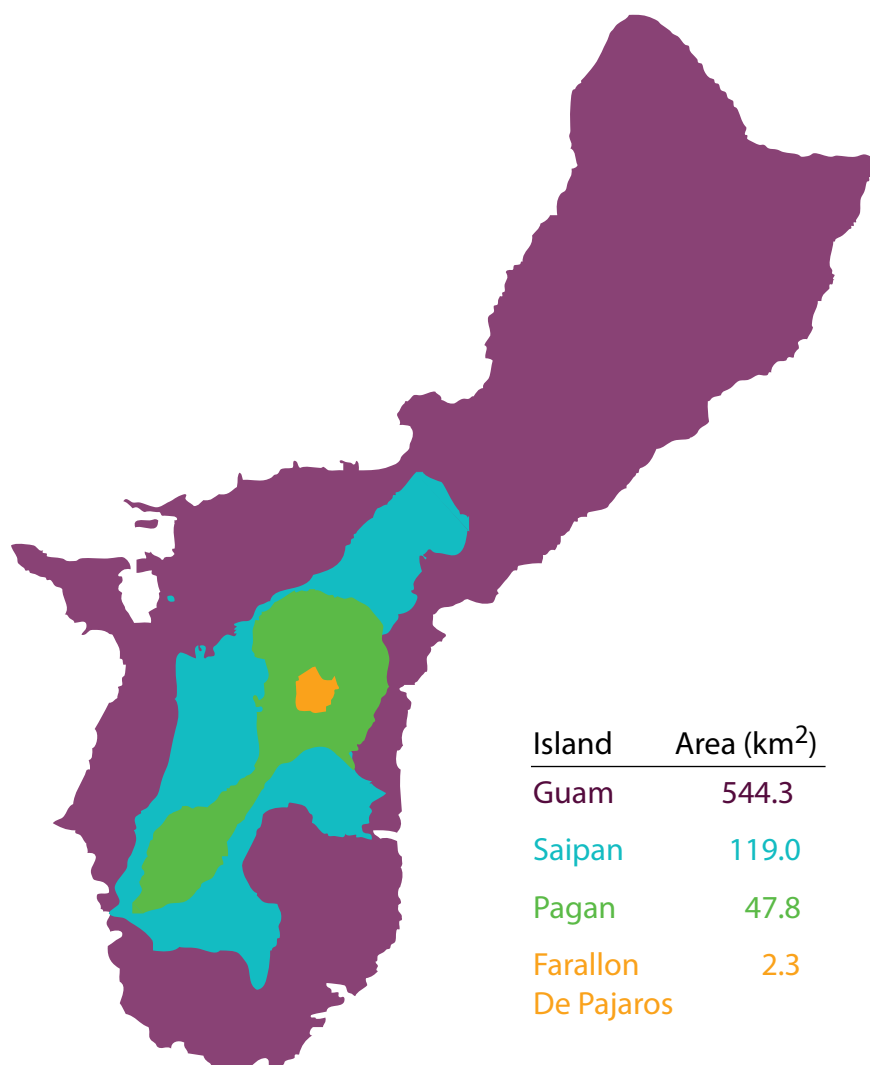 Island Area (km²)
Guam 544.3
Saipan 119.0
Pagan 47.8
Farallon 2.3
De Pajaros